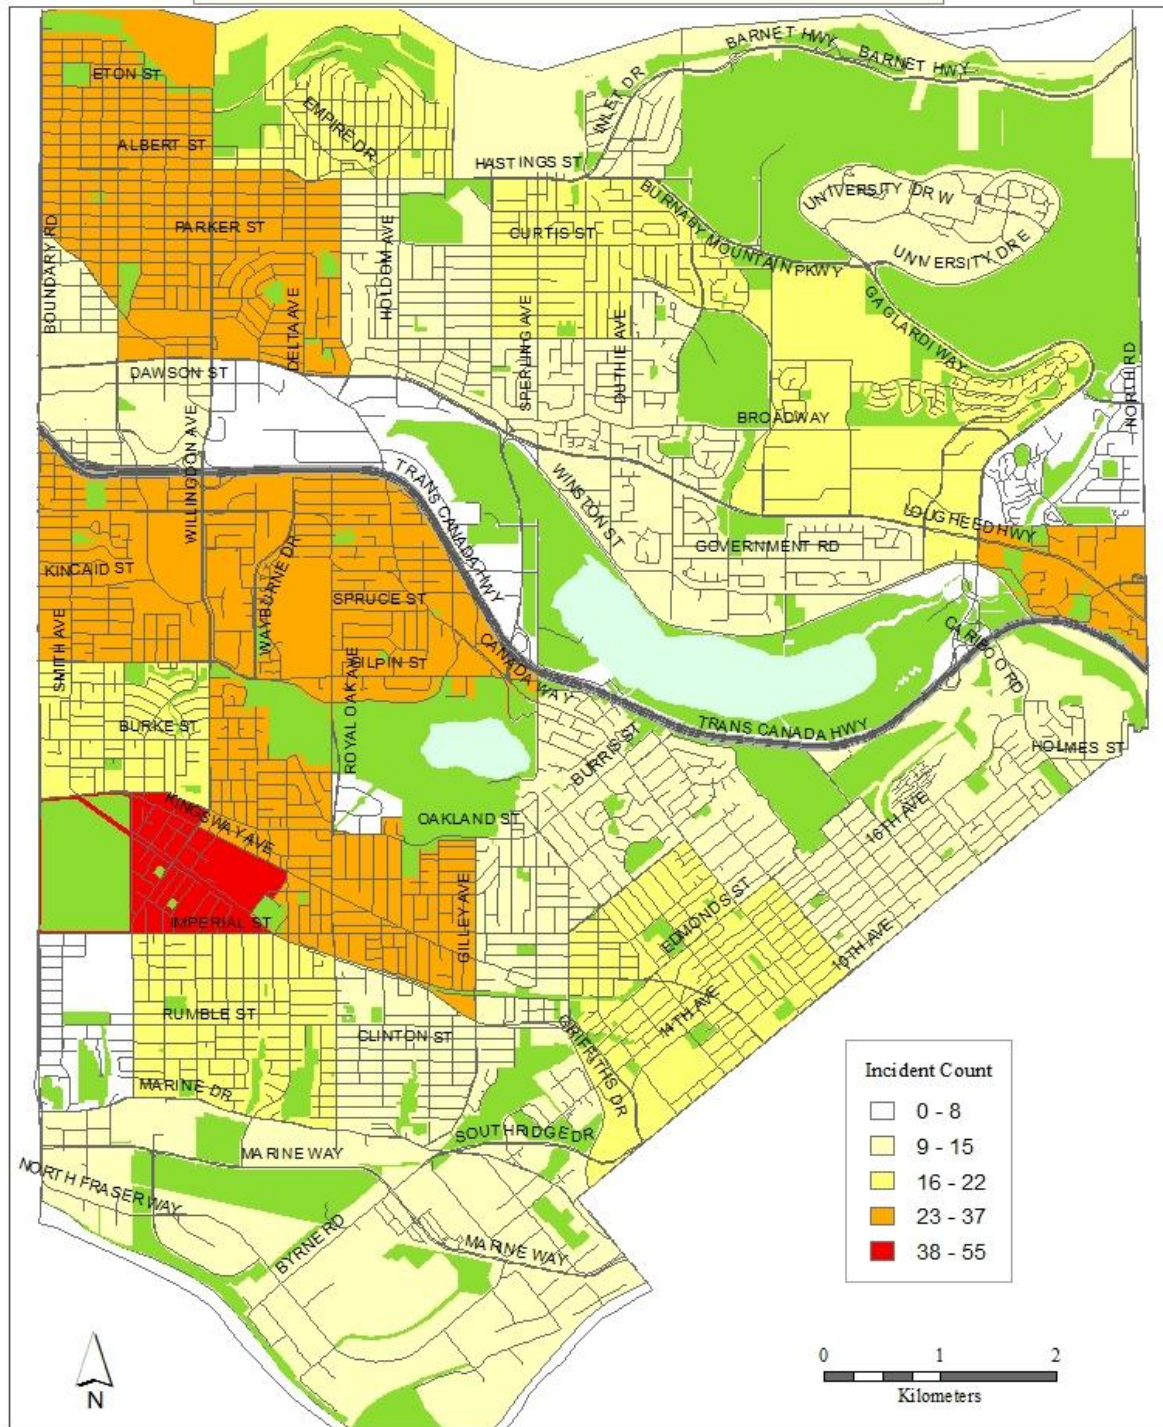 BARNET HWY
BARNET HWY
ETON ST
INLET DR
EMPIRE DR
ALBERT ST
HASTINGS ST
UNIVERSITY DR W
BURNABY MOUNTAIN PKWY
PARKER ST
CURTIS ST
HOLDOM AVE
BOUNDARY RD
UNIVERSITY DR E
GAGLARDI WAY
DELTA AVE
SPERLING AVE
DUTHIE AVE
NORTH RD
DAWSON ST
BROADWAY
WILLINGDON AVE
TRANS CANADA HWY
WINSTON ST
LOUGHEED HWY
GOVERNMENT RD
KINCAID ST
WAYBURNE DR
SPRUCE ST
SMITH AVE
CANADA WAY
CARIBOO RD
GILPIN ST
ROYAL OAK AVE
BURKE ST
TRANS CANADA HWY
BURRIS ST
HOLMES ST
KINGSWAY AVE
OAKLAND ST
16TH AVE
IMPERIAL ST
GILLEY AVE
EDMONDS ST
10TH AVE
14TH AVE
RUMBLE ST
CLINTON ST
GRIFFITHS DR
MARINE DR
SOUTHRIDGE DR
MARINE WAY
NORTH FRASER WAY
BYRNE RD
MARINE WAY
Incident Count
0 - 8
9 - 15
16 - 22
23 - 37
38 - 55
N
0 1 2
Kilometers